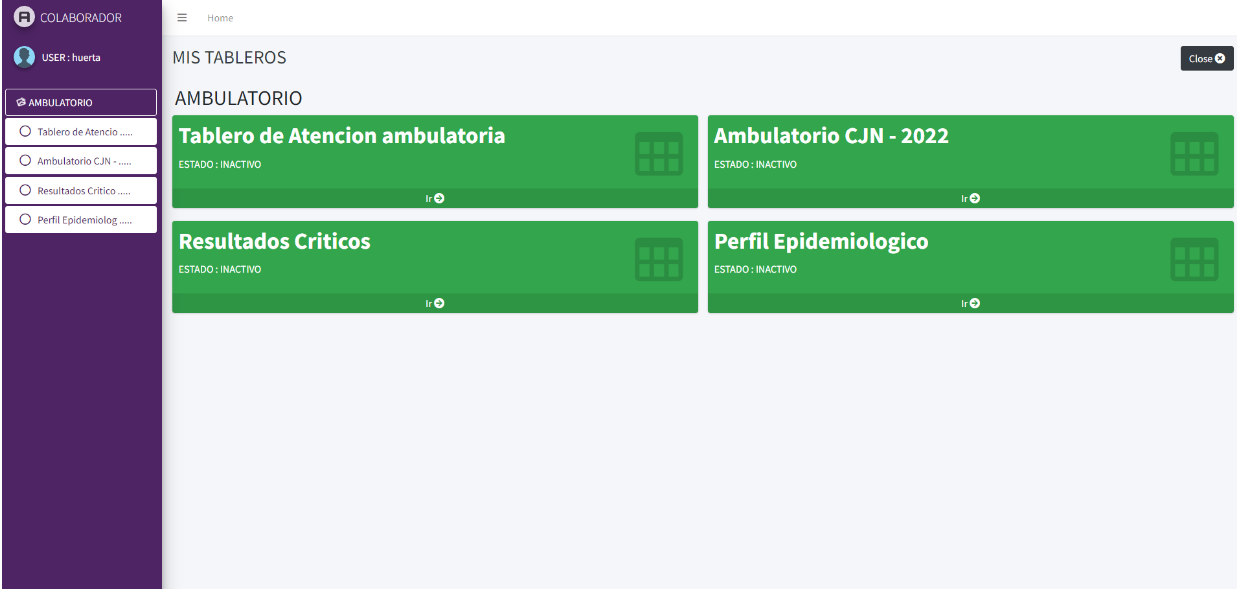 COLABORADOR
USER : huerta
AMBULATORIO
Tablero de Atencio .....
Ambulatorio CJN - .....
Resultados Critico .....
Perfil Epidemiolog .....
Home
MIS TABLEROS
Close
AMBULATORIO
Tablero de Atencion ambulatoria
ESTADO : INACTIVO
Ir
Ambulatorio CJN - 2022
ESTADO : INACTIVO
Ir
Resultados Criticos
ESTADO : INACTIVO
Ir
Perfil Epidemiologico
ESTADO : INACTIVO
Ir